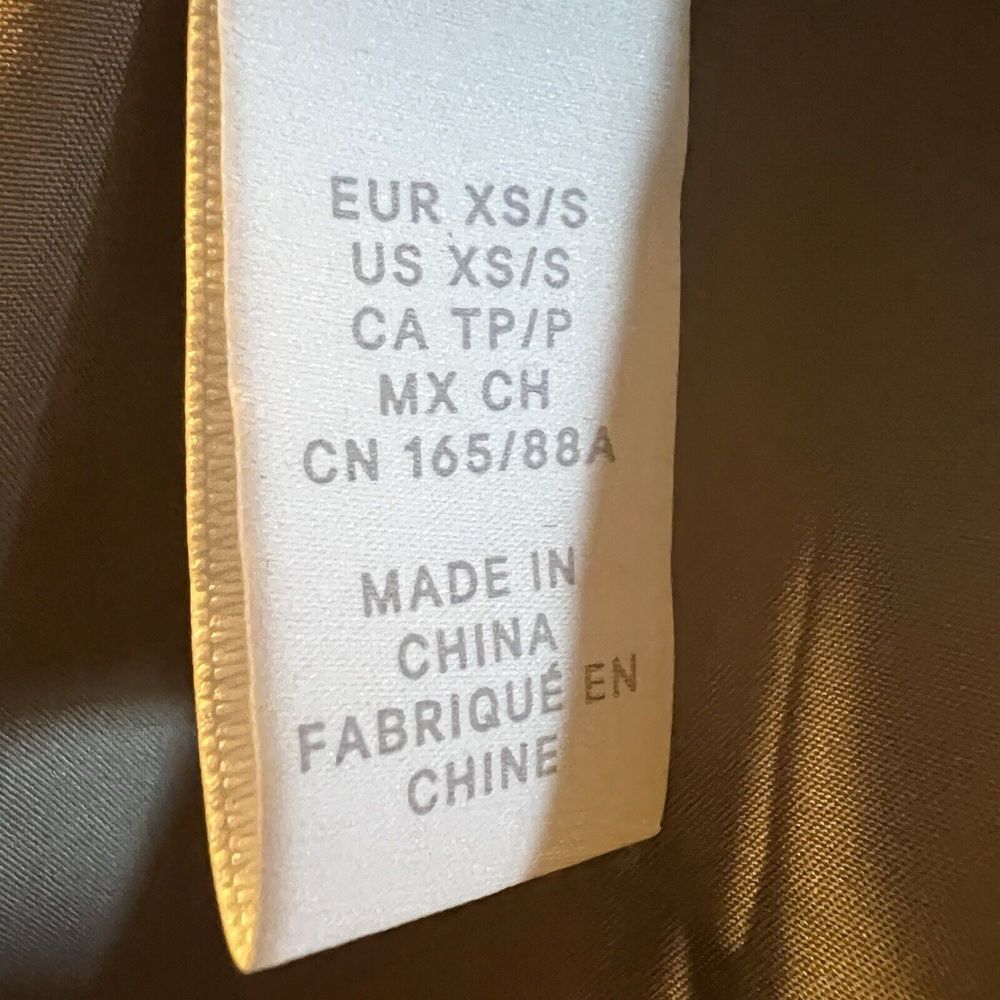 EUR XS/S
US XS/S
CA TP/P
MX CH
CN 165/88A
MADE IN
CHINA
FABRIQUÉ EN
CHINE